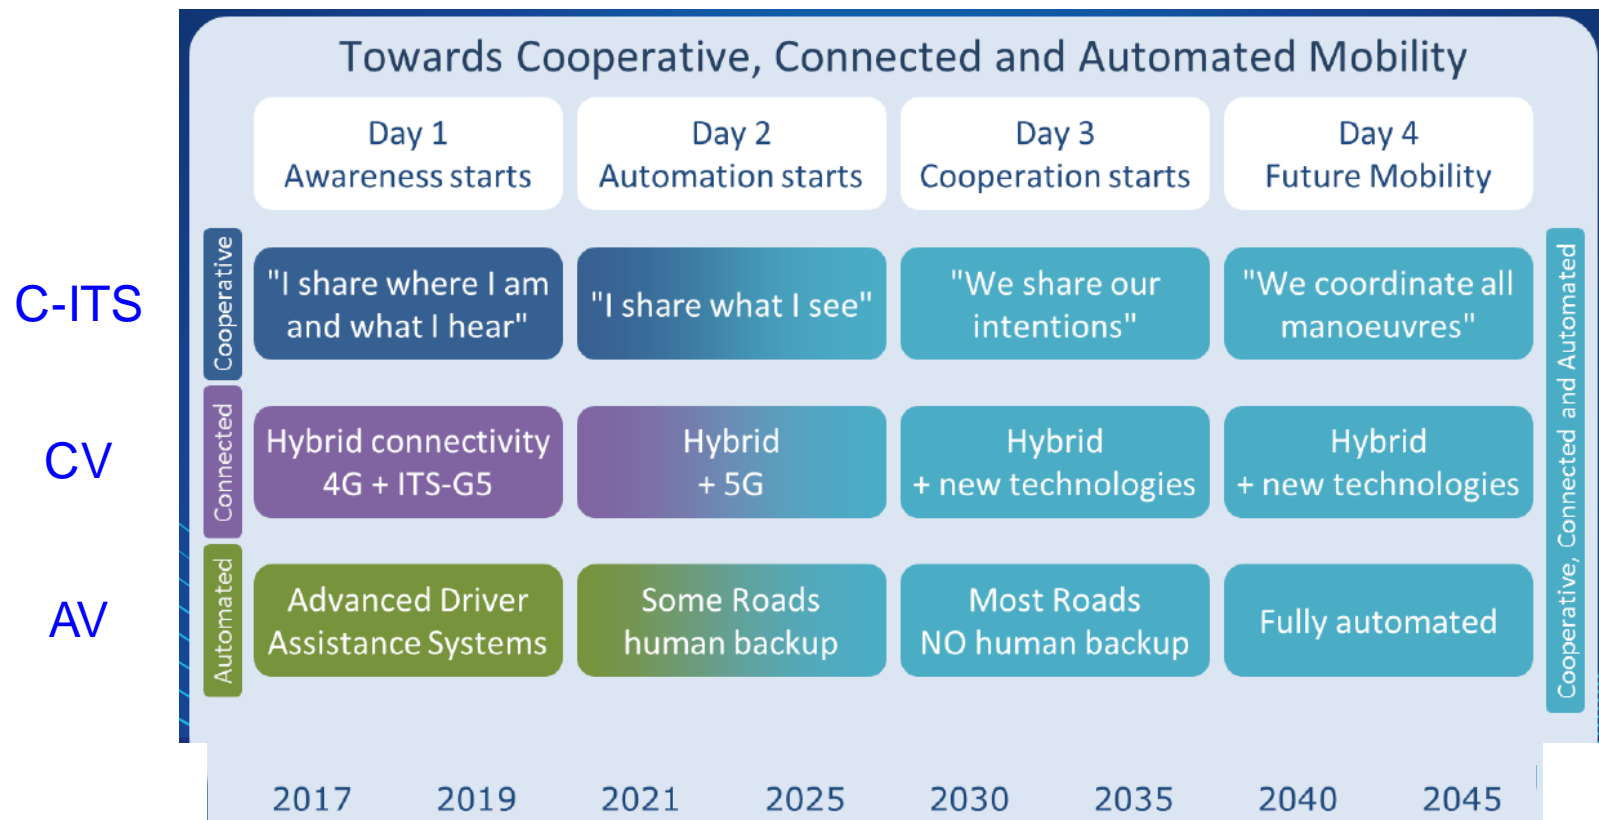 Towards Cooperative, Connected and Automated Mobility
Day 1
Awareness starts
Day 2
Automation starts
Day 3
Cooperation starts
Day 4
Future Mobility
C-ITS
Cooperative
"I share where I am
and what I hear"
"I share what I see"
"We share our
intentions"
"We coordinate all
manoeuvres"
CV
Connected
Hybrid connectivity
4G + ITS-G5
Hybrid
+ 5G
Hybrid
+ new technologies
Hybrid
+ new technologies
AV
Automated
Advanced Driver
Assistance Systems
Some Roads
human backup
Most Roads
NO human backup
Fully automated
Cooperative, Connected and Automated
2017 2019 2021 2025 2030 2035 2040 2045